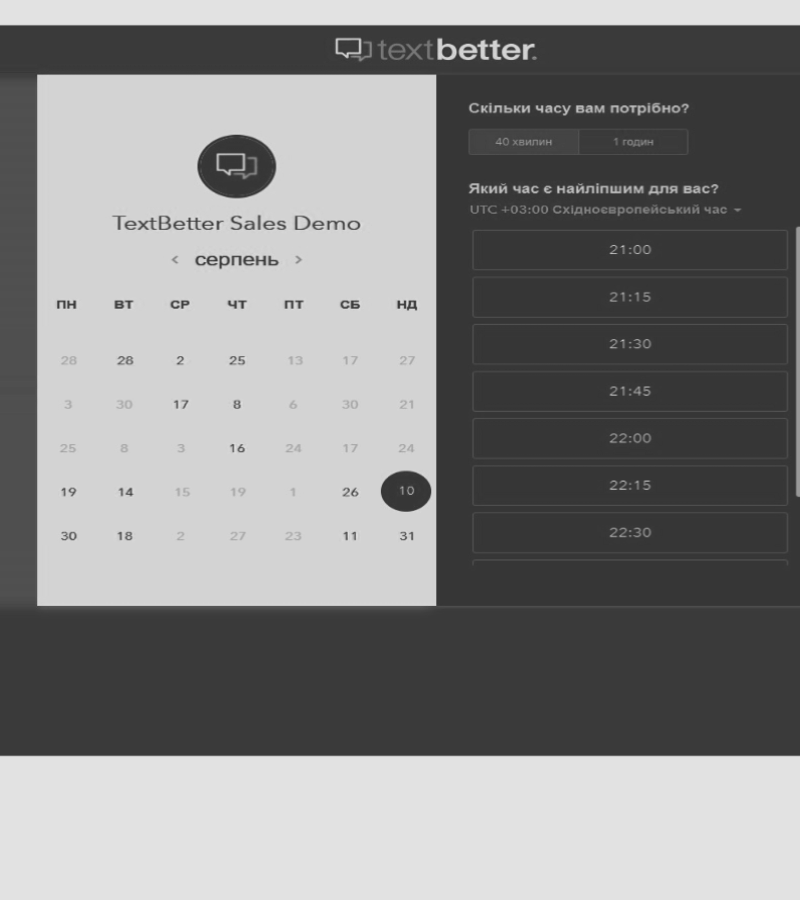 textbetter.
TextBetter Sales Demo
< серпень >
ПН ВТ СР ЧТ ПТ СБ НД
28 28 2 25 13 17 27
3 30 17 8 6 30 21
25 8 3 16 24 17 24
19 14 15 19 1 26 10
30 18 2 27 23 11 31
Скільки часу вам потрібно?
40 хвилин 1 годин
Який час є найліпшим для вас?
UTC +03:00 Східноєвропейський час
21:00
21:15
21:30
21:45
22:00
22:15
22:30